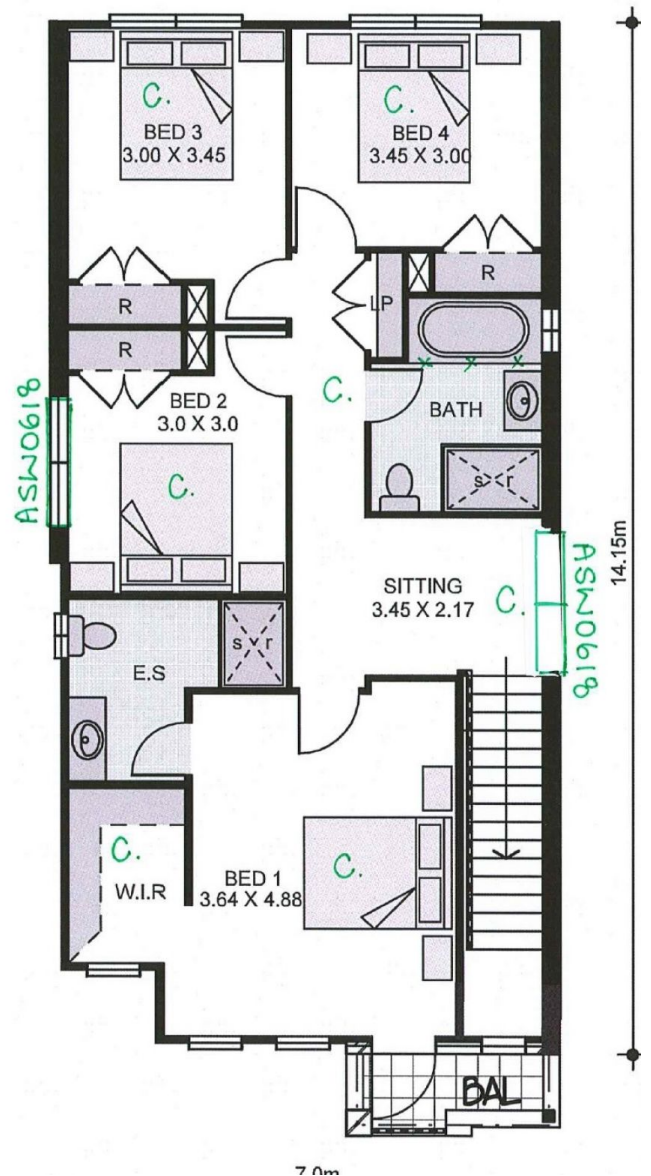 C.
BED 3
3.00 X 3.45
C.
BED 4
3.45 X 3.00
R
R
LP
R
C.
BATH
BED 2
3.0 X 3.0
C.
s r
ASW0618
14.15m
SITTING
3.45 X 2.17
C.
ASW0618
E.S
s r
C.
W.I.R
BED 1
3.64 X 4.88
C.
BAL
7.0m